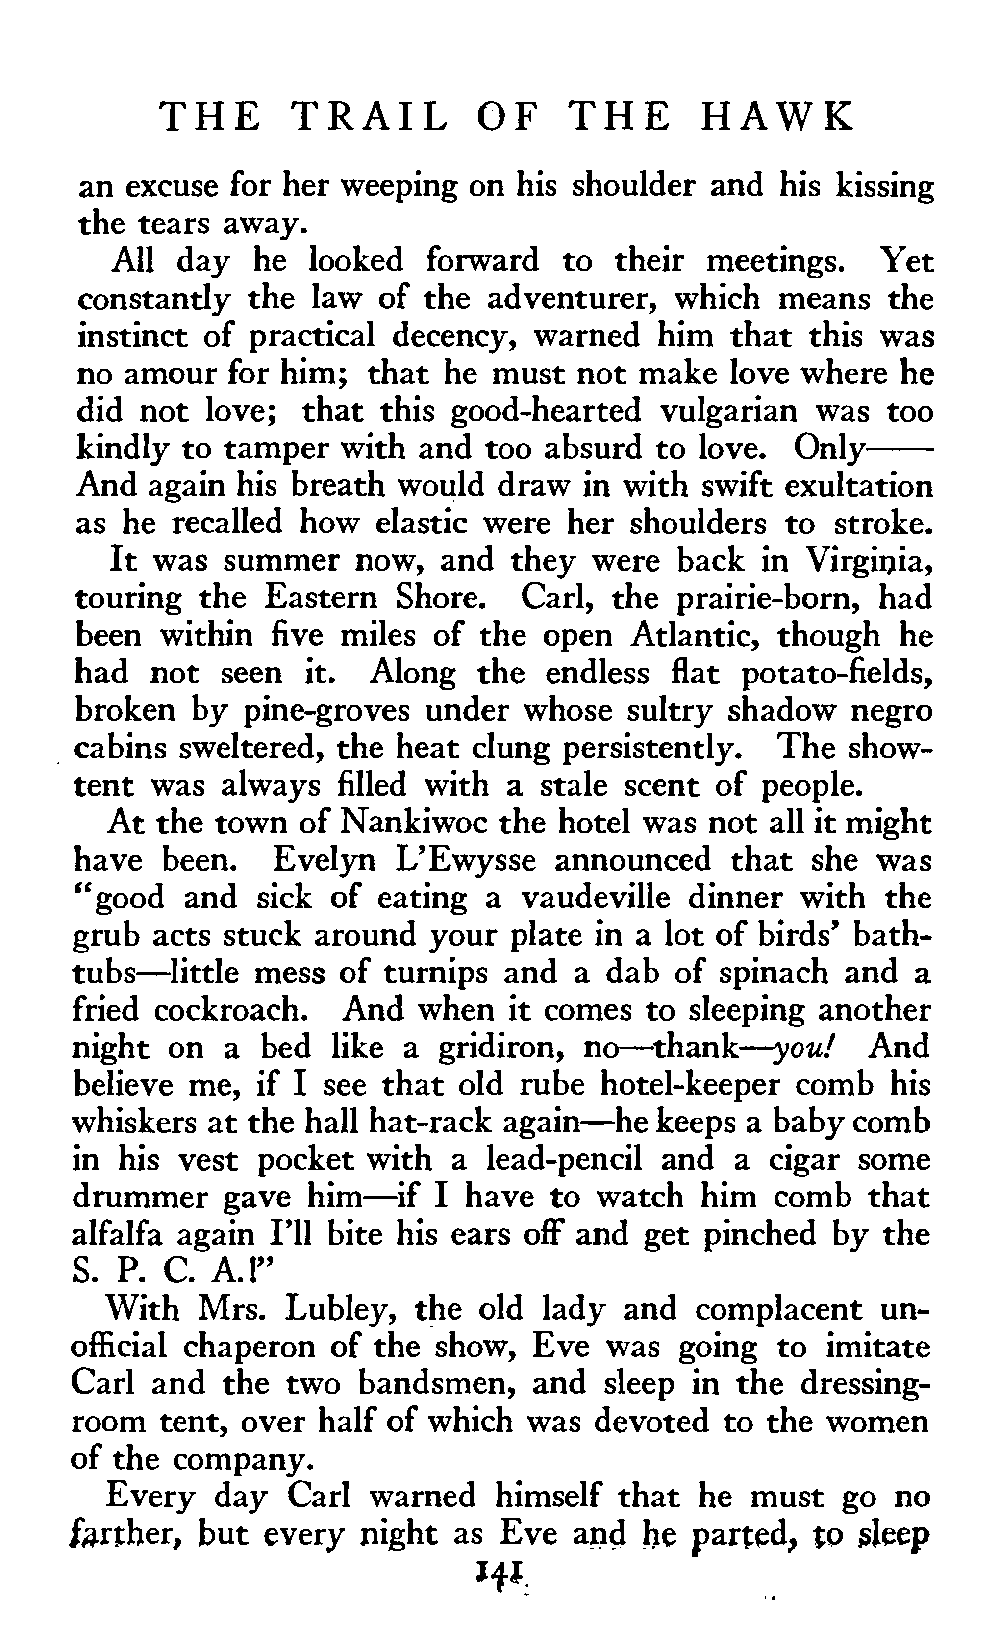 THE TRAIL OF THE HAWK
an excuse for her weeping on his shoulder and his kissing
the tears away.
All day he looked forward to their meetings. Yet
constantly the law of the adventurer, which means the
instinct of practical decency, warned him that this was
no amour for him; that he must not make love where he
did not love; that this good-hearted vulgarian was too
kindly to tamper with and too absurd to love. Only——
And again his breath would draw in with swift exultation
as he recalled how elastic were her shoulders to stroke.
It was summer now, and they were back in Virginia,
touring the Eastern Shore. Carl, the prairie-born, had
been within five miles of the open Atlantic, though he
had not seen it. Along the endless flat potato-fields,
broken by pine-groves under whose sultry shadow negro
cabins sweltered, the heat clung persistently. The show-
tent was always filled with a stale scent of people.
At the town of Nankiwoc the hotel was not all it might
have been. Evelyn L'Ewysse announced that she was
"good and sick of eating a vaudeville dinner with the
grub acts stuck around your plate in a lot of birds' bath-
tubs—little mess of turnips and a dab of spinach and a
fried cockroach. And when it comes to sleeping another
night on a bed like a gridiron, no—thank—you! And
believe me, if I see that old rube hotel-keeper comb his
whiskers at the hall hat-rack again—he keeps a baby comb
in his vest pocket with a lead-pencil and a cigar some
drummer gave him—if I have to watch him comb that
alfalfa again I'll bite his ears off and get pinched by the
S. P. C. A.!"
With Mrs. Lubley, the old lady and complacent un-
official chaperon of the show, Eve was going to imitate
Carl and the two bandsmen, and sleep in the dressing-
room tent, over half of which was devoted to the women
of the company.
Every day Carl warned himself that he must go no
farther, but every night as Eve and he parted, to sleep
141